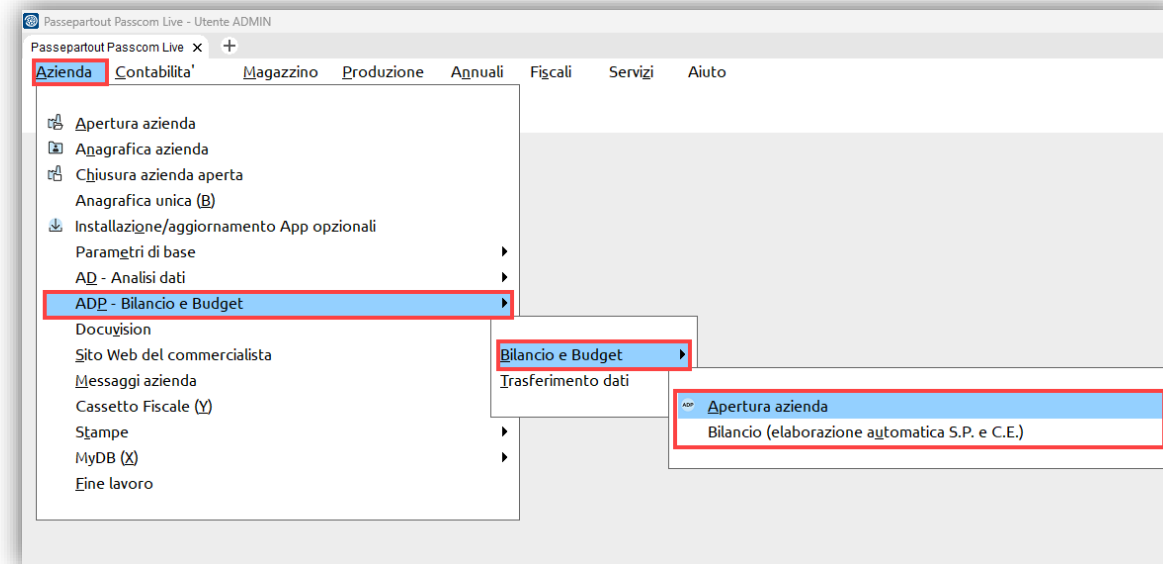 Passepartout Passcom Live - Utente ADMIN
Passepartout Passcom Live × +
Azienda Contabilita' Magazzino Produzione Annuali Fiscali Servizi Aiuto
Apertura azienda
Anagrafica azienda
Chiusura azienda aperta
Anagrafica unica (B)
Installazione/aggiornamento App opzionali
Parametri di base
AD - Analisi dati
ADP - Bilancio e Budget
Docuvision
Sito Web del commercialista
Messaggi azienda
Cassetto Fiscale (Y)
Stampe
MyDB (X)
Fine lavoro
Bilancio e Budget
Trasferimento dati
ADP Apertura azienda
Bilancio (elaborazione automatica S.P. e C.E.)